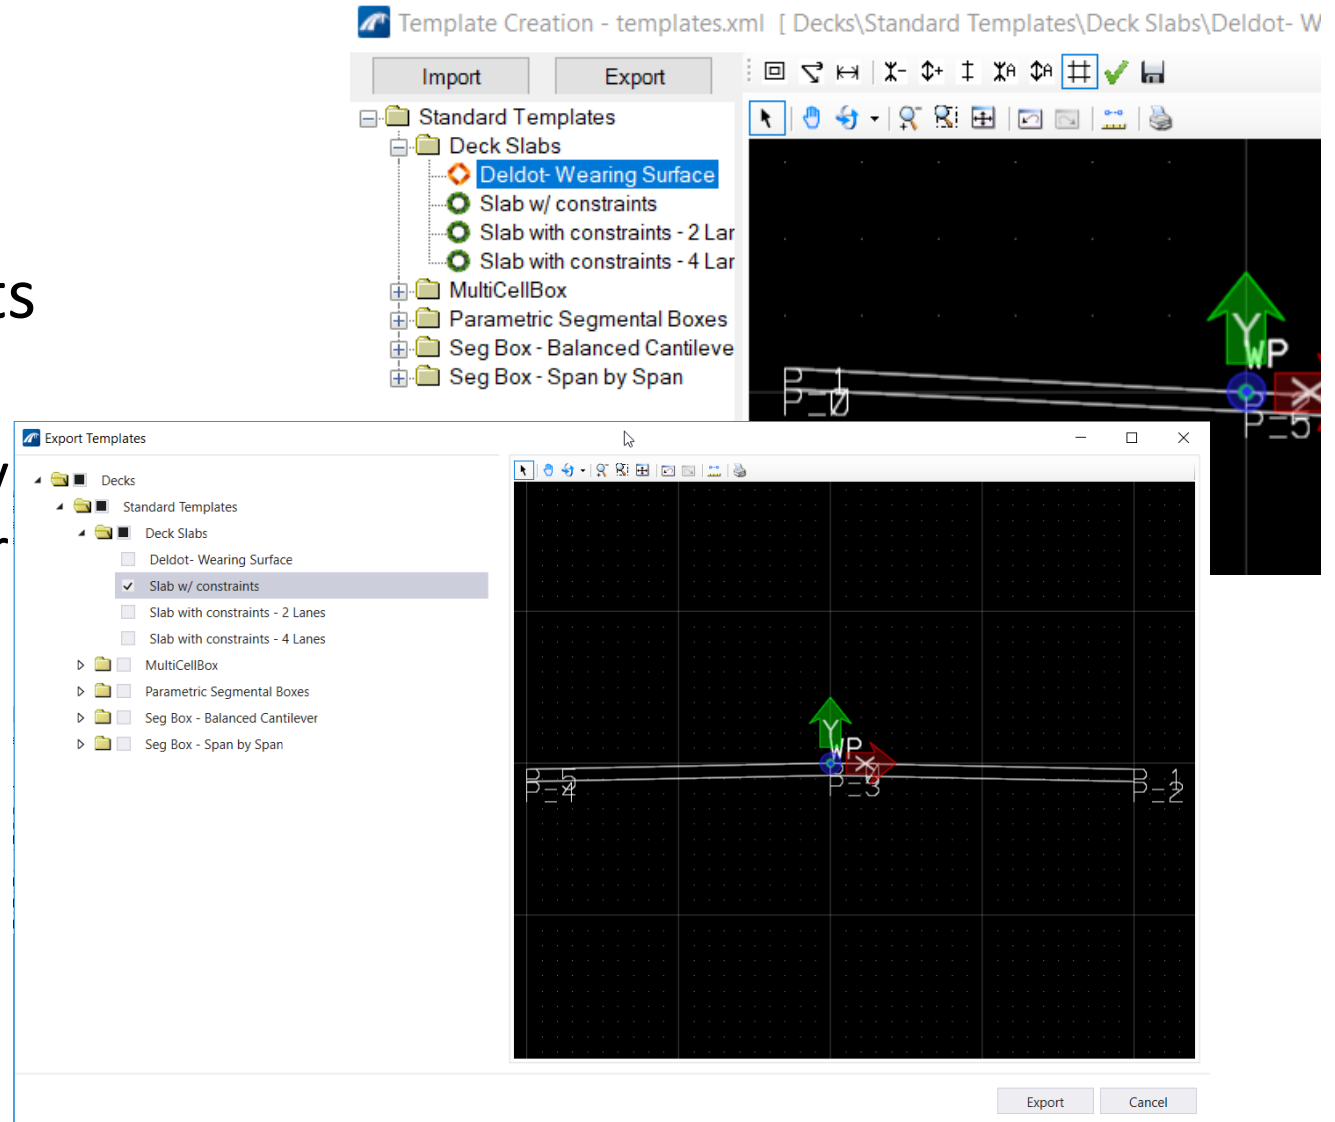 Template Creation - templates.xml [ Decks\Standard Templates\Deck Slabs\Deldot- W
Import Export
Standard Templates
Deck Slabs
Deldot- Wearing Surface
Slab w/ constraints
Slab with constraints - 2 Lar
Slab with constraints - 4 Lar
MultiCellBox
Parametric Segmental Boxes
Seg Box - Balanced Cantileve
Seg Box - Span by Span
Y
WP
X
P_1
P_5
ts
y
r
Export Templates
Decks
Standard Templates
Deck Slabs
Deldot- Wearing Surface
Slab w/ constraints
Slab with constraints - 2 Lanes
Slab with constraints - 4 Lanes
MultiCellBox
Parametric Segmental Boxes
Seg Box - Balanced Cantilever
Seg Box - Span by Span
Y
WP
X
P_5
P_4
P_3
P_1
P_2
Export Cancel